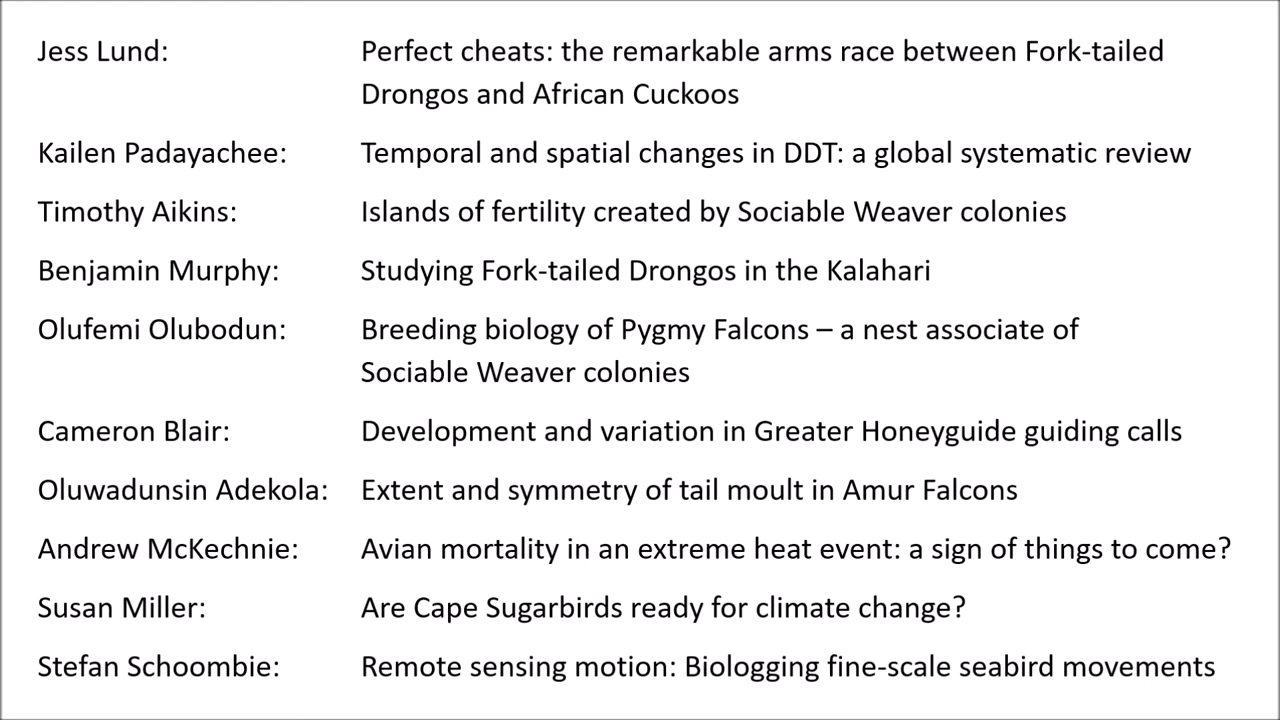 Jess Lund: Perfect cheats: the remarkable arms race between Fork-tailed
Drongos and African Cuckoos
Kailen Padayachee: Temporal and spatial changes in DDT: a global systematic review
Timothy Aikins: Islands of fertility created by Sociable Weaver colonies
Benjamin Murphy: Studying Fork-tailed Drongos in the Kalahari
Olufemi Olubodun: Breeding biology of Pygmy Falcons – a nest associate of
Sociable Weaver colonies
Cameron Blair: Development and variation in Greater Honeyguide guiding calls
Oluwadunsin Adekola: Extent and symmetry of tail moult in Amur Falcons
Andrew McKechnie: Avian mortality in an extreme heat event: a sign of things to come?
Susan Miller: Are Cape Sugarbirds ready for climate change?
Stefan Schoombie: Remote sensing motion: Biologging fine-scale seabird movements